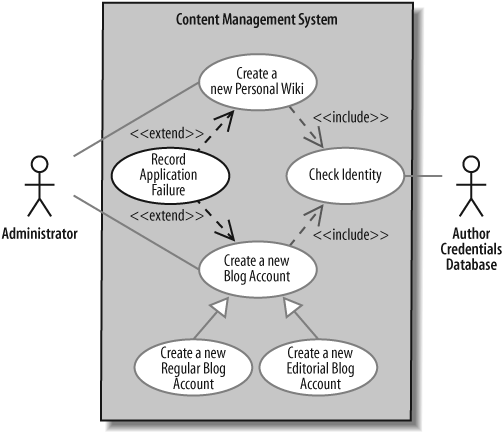 Content Management System
Create a
new Personal Wiki
<<extend>>
<<include>>
Record
Application
Failure
Check Identity
Administrator
Author
Credentials
Database
<<extend>>
<<include>>
Create a new
Blog Account
Create a new
Regular Blog
Account
Create a new
Editorial Blog
Account